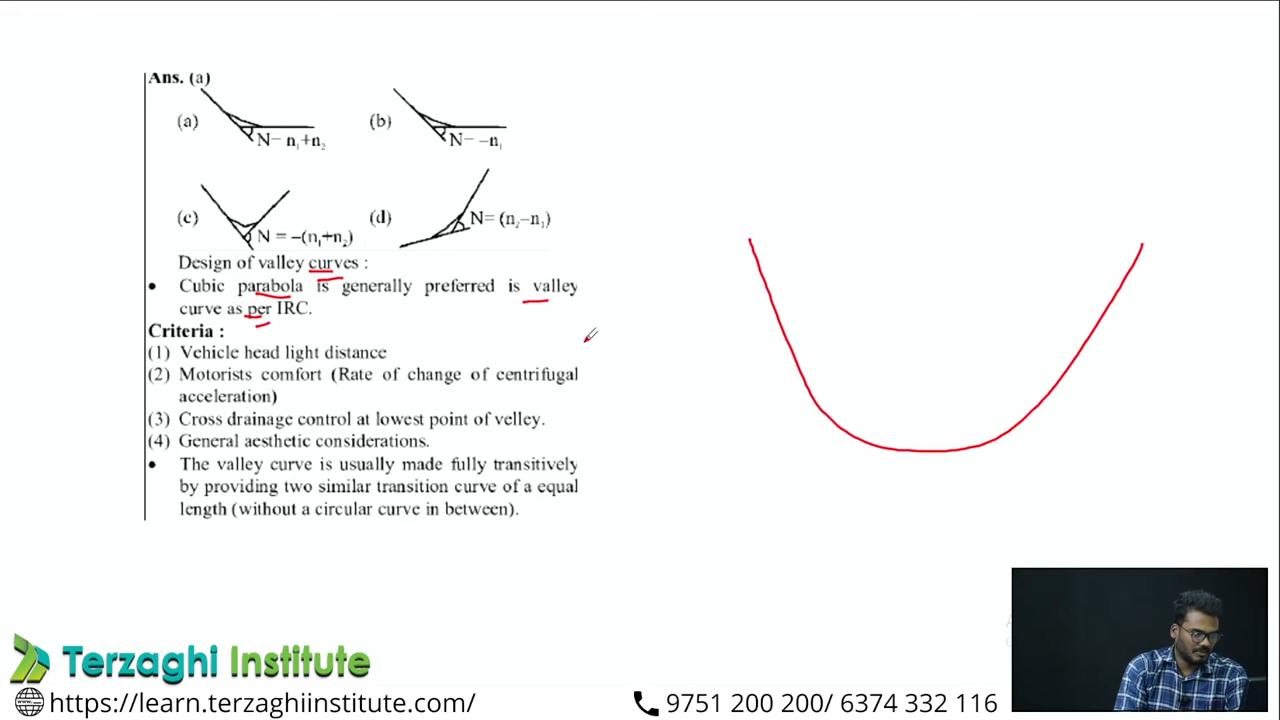 Ans. (a)
(a)
N– n₁+n₂
(b)
N– –n₁
(c)
N = –(n₁+n₂)
(d)
N= (n₂–n₁)
Design of valley curves :
• Cubic parabola is generally preferred is valley
curve as per IRC.
Criteria :
(1) Vehicle head light distance
(2) Motorists comfort (Rate of change of centrifugal
acceleration)
(3) Cross drainage control at lowest point of velley.
(4) General aesthetic considerations.
• The valley curve is usually made fully transitively
by providing two similar transition curve of a equal
length (without a circular curve in between).
Terzaghi Institute
https://learn.terzaghiinstitute.com/
9751 200 200/ 6374 332 116